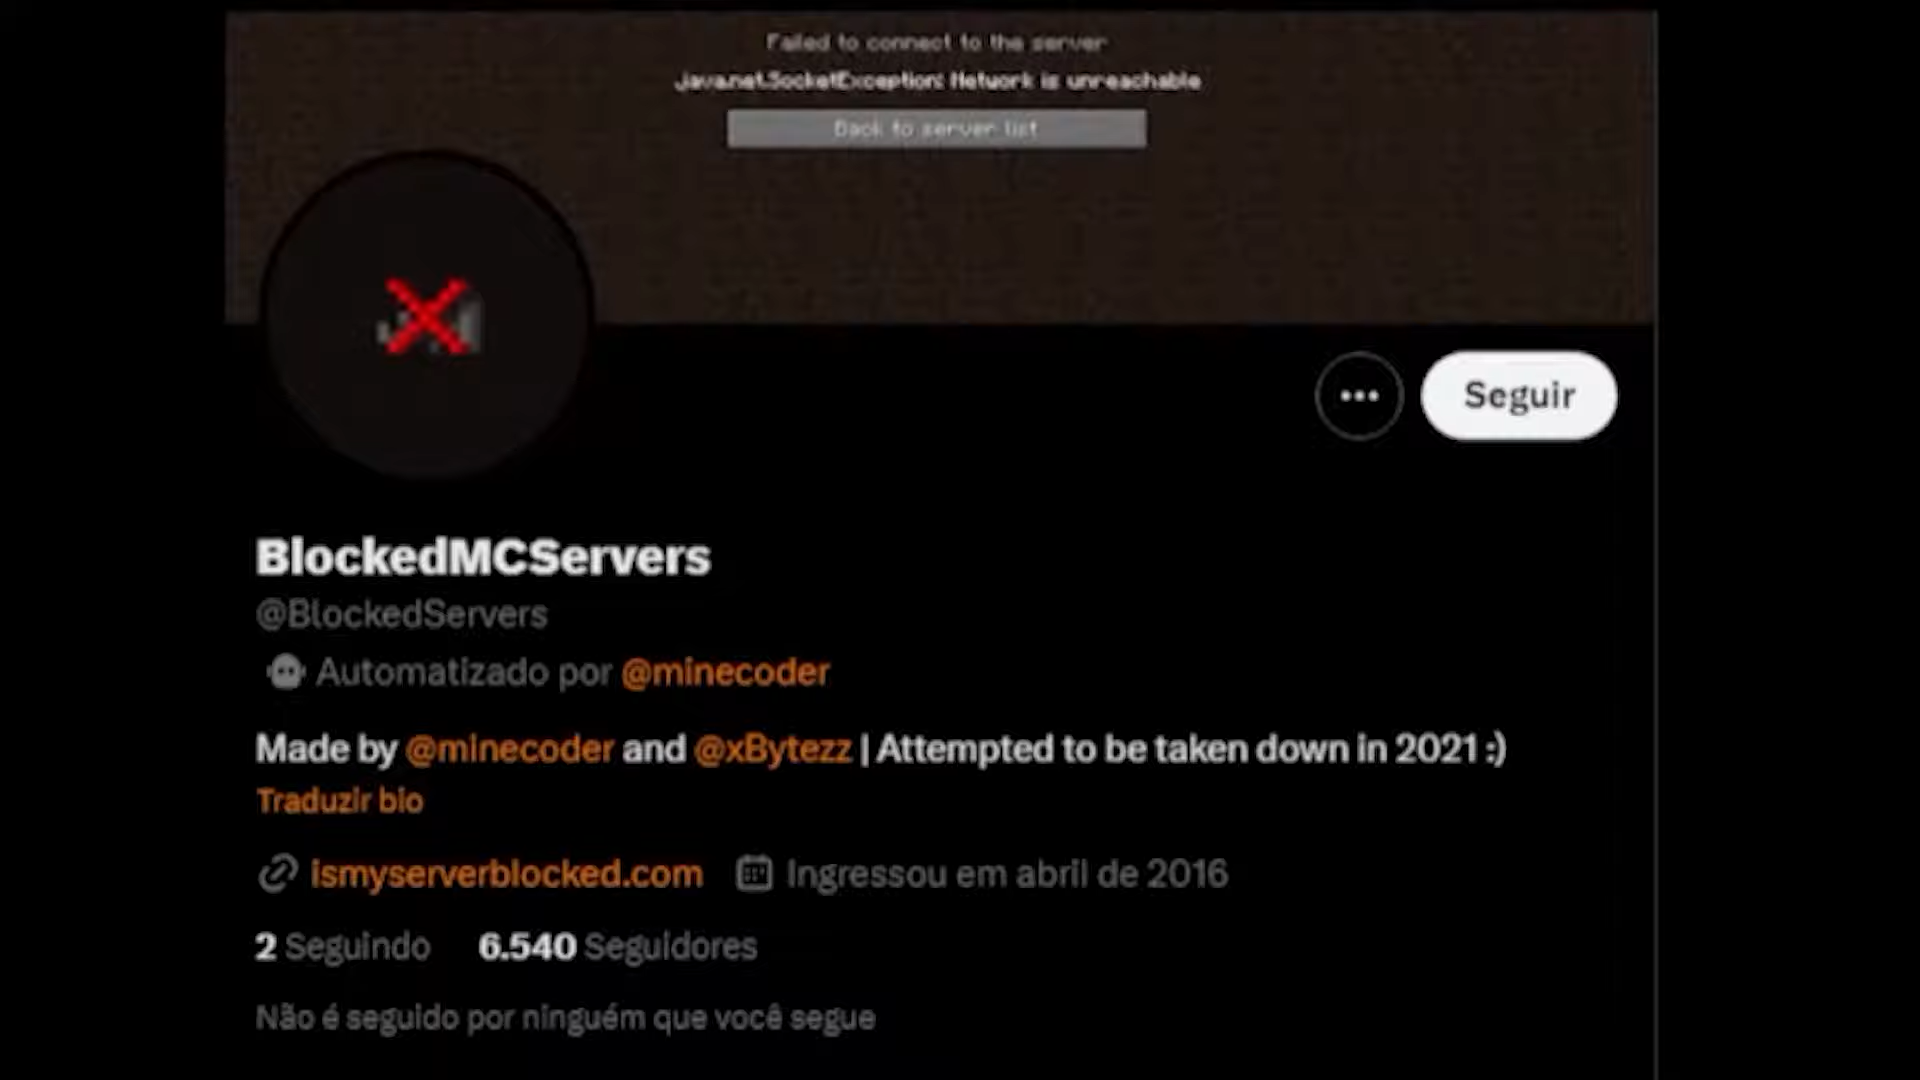 Failed to connect to the server
java.net.SocketException: Network is unreachable
Back to server list
Seguir
BlockedMCServers
@BlockedServers
Automatizado por @minecoder
Made by @minecoder and @xBytezz | Attempted to be taken down in 2021 :)
Traduzir bio
ismyserverblocked.com Ingressou em abril de 2016
2 Seguindo 6.540 Seguidores
Não é seguido por ninguém que você segue